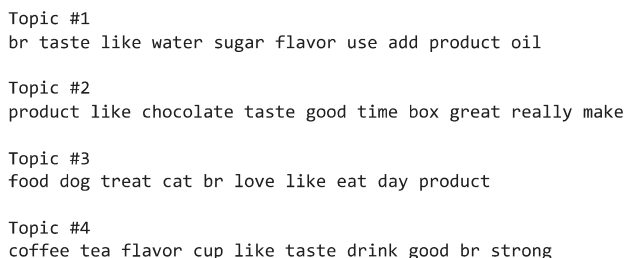 Topic #1
br taste like water sugar flavor use add product oil
Topic #2
product like chocolate taste good time box great really make
Topic #3
food dog treat cat br love like eat day product
Topic #4
coffee tea flavor cup like taste drink good br strong